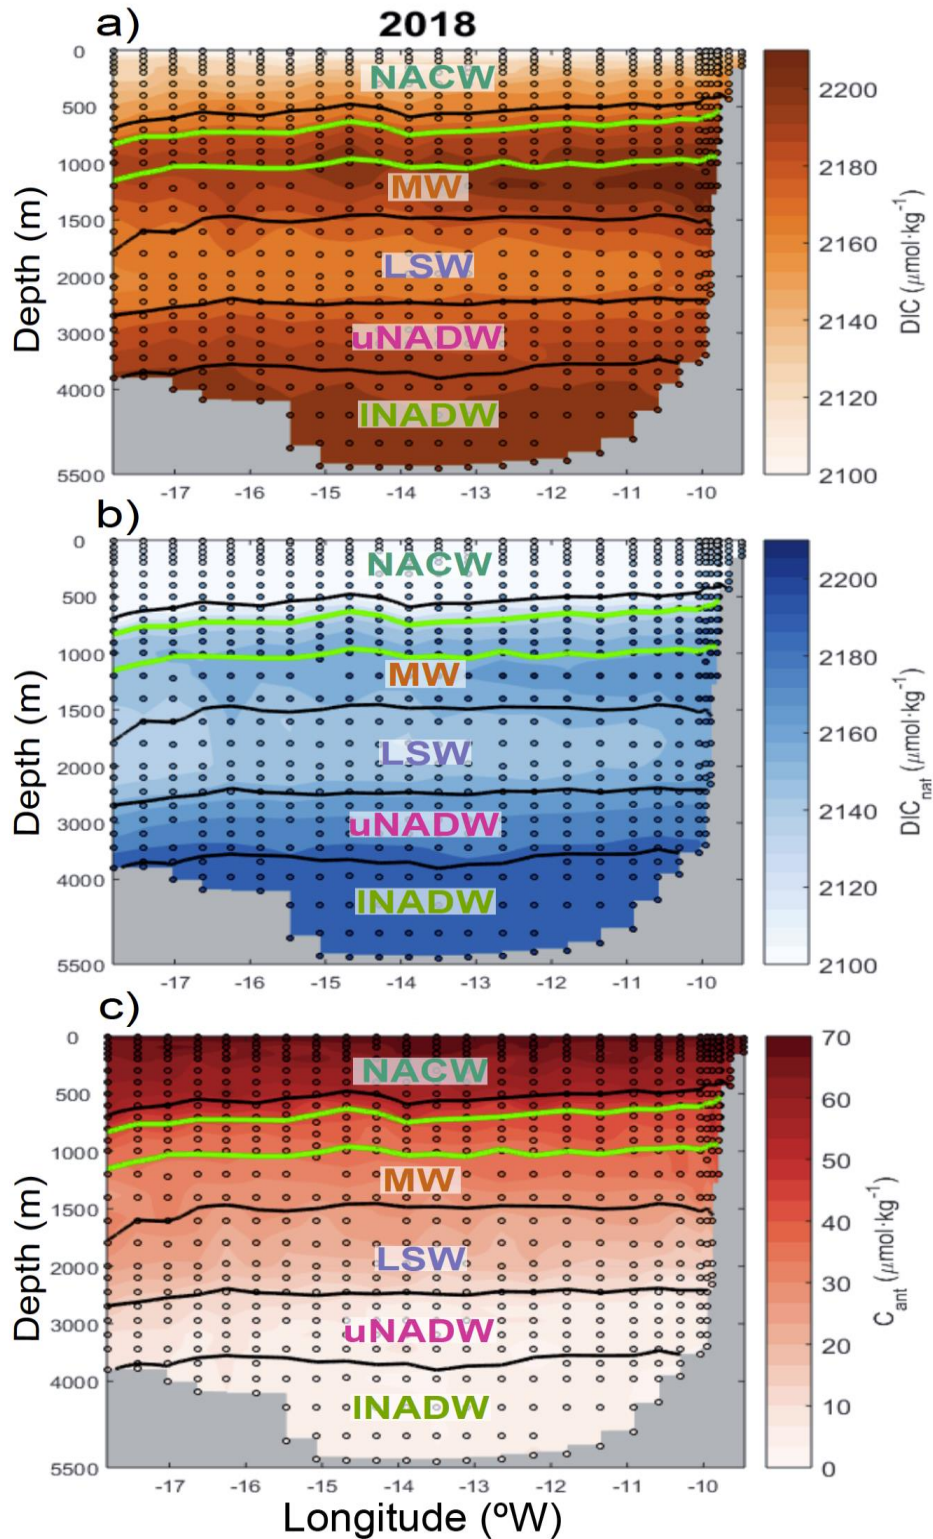 a)
2018
NACW
MW
LSW
uNADW
lNADW
0
500
1000
1500
2000
3000
4000
5500
Depth (m)
-17
-16
-15
-14
-13
-12
-11
-10
2200
2180
2160
2140
2120
2100
DIC (μmol·kg⁻¹)
b)
NACW
MW
LSW
uNADW
lNADW
0
500
1000
1500
2000
3000
4000
5500
Depth (m)
-17
-16
-15
-14
-13
-12
-11
-10
2200
2180
2160
2140
2120
2100
DIC_nat (μmol·kg⁻¹)
c)
NACW
MW
LSW
uNADW
lNADW
0
500
1000
1500
2000
3000
4000
5500
Depth (m)
-17
-16
-15
-14
-13
-12
-11
-10
Longitude (ºW)
70
60
50
40
30
20
10
0
C_ant (μmol·kg⁻¹)